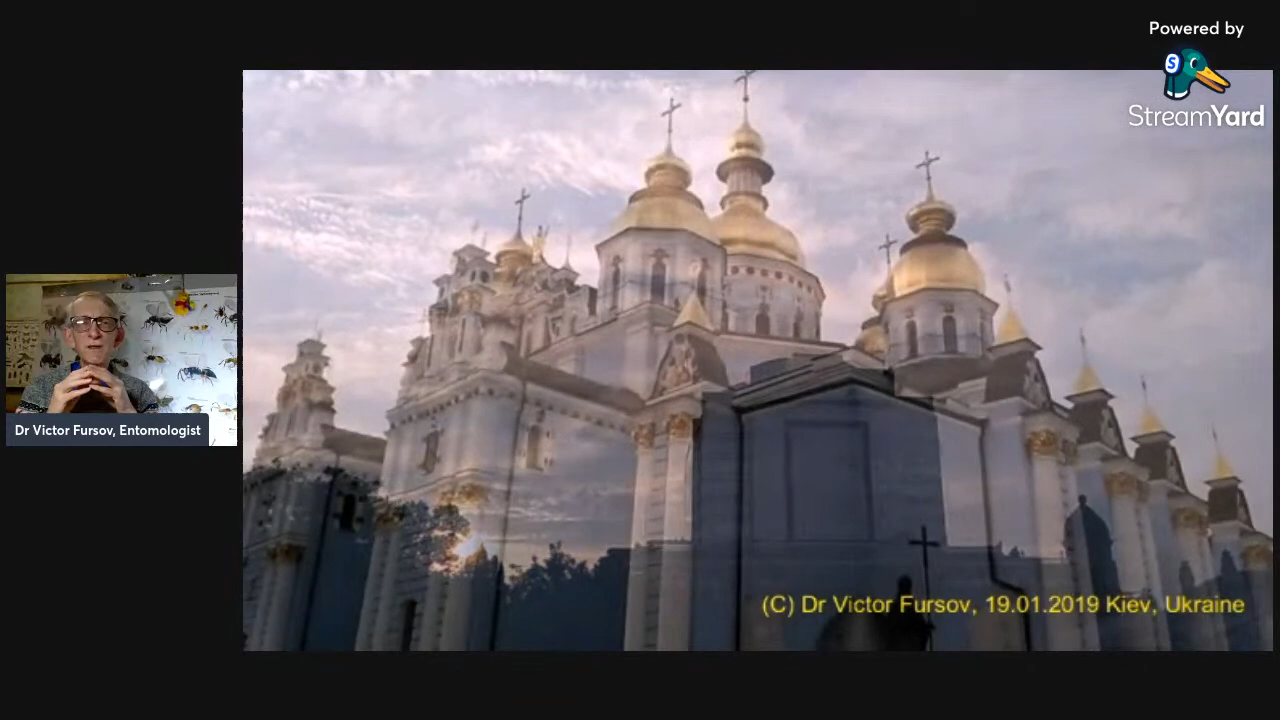 Powered by
S
StreamYard
Dr Victor Fursov, Entomologist
(C) Dr Victor Fursov, 19.01.2019 Kiev, Ukraine